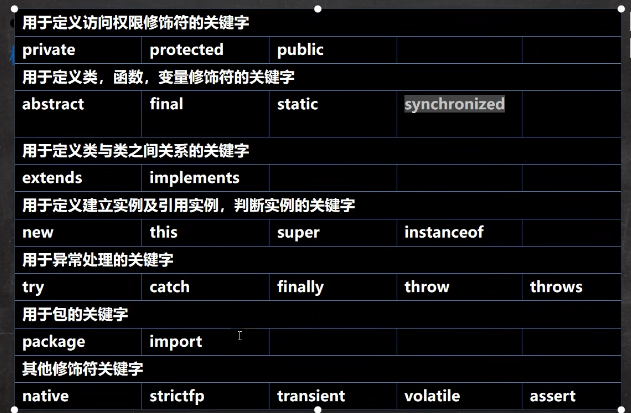 用于定义访问权限修饰符的关键字
private protected public
用于定义类，函数，变量修饰符的关键字
abstract final static synchronized
用于定义类与类之间关系的关键字
extends implements
用于定义建立实例及引用实例，判断实例的关键字
new this super instanceof
用于异常处理的关键字
try catch finally throw throws
用于包的关键字
package import
其他修饰符关键字
native strictfp transient volatile assert